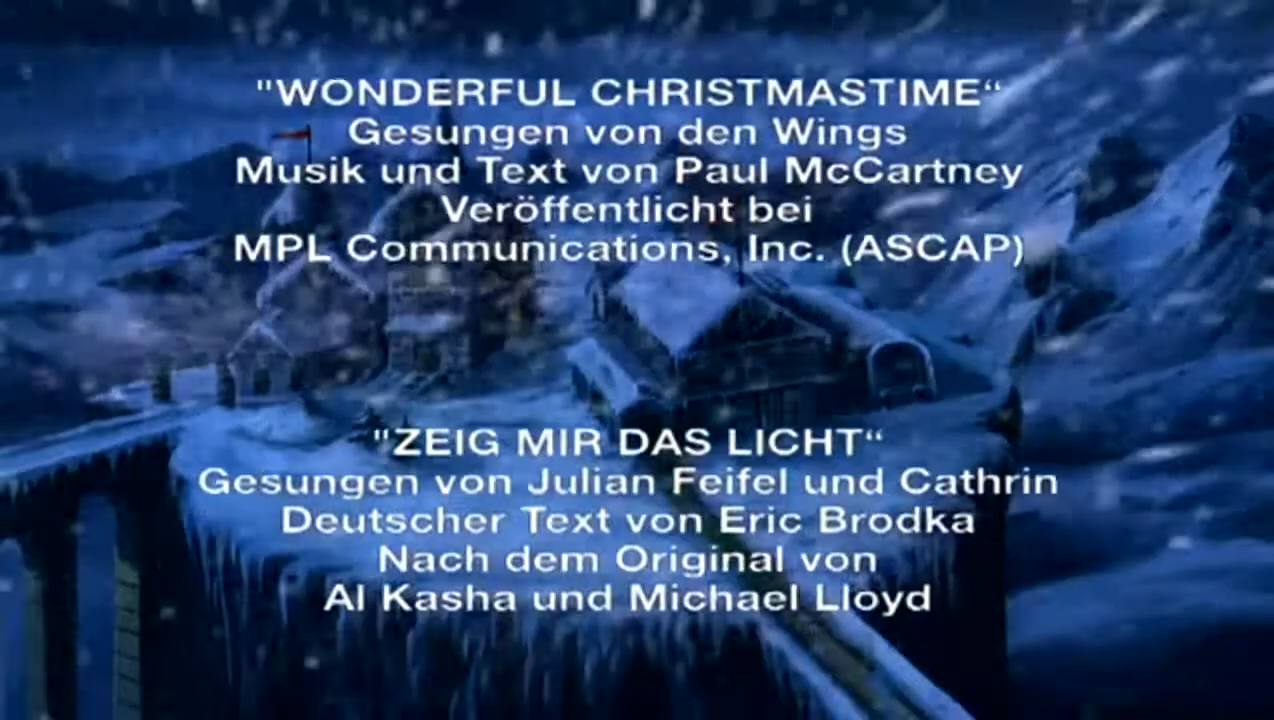 "WONDERFUL CHRISTMASTIME“
Gesungen von den Wings
Musik und Text von Paul McCartney
Veröffentlicht bei
MPL Communications, Inc. (ASCAP)
"ZEIG MIR DAS LICHT“
Gesungen von Julian Feifel und Cathrin
Deutscher Text von Eric Brodka
Nach dem Original von
Al Kasha und Michael Lloyd